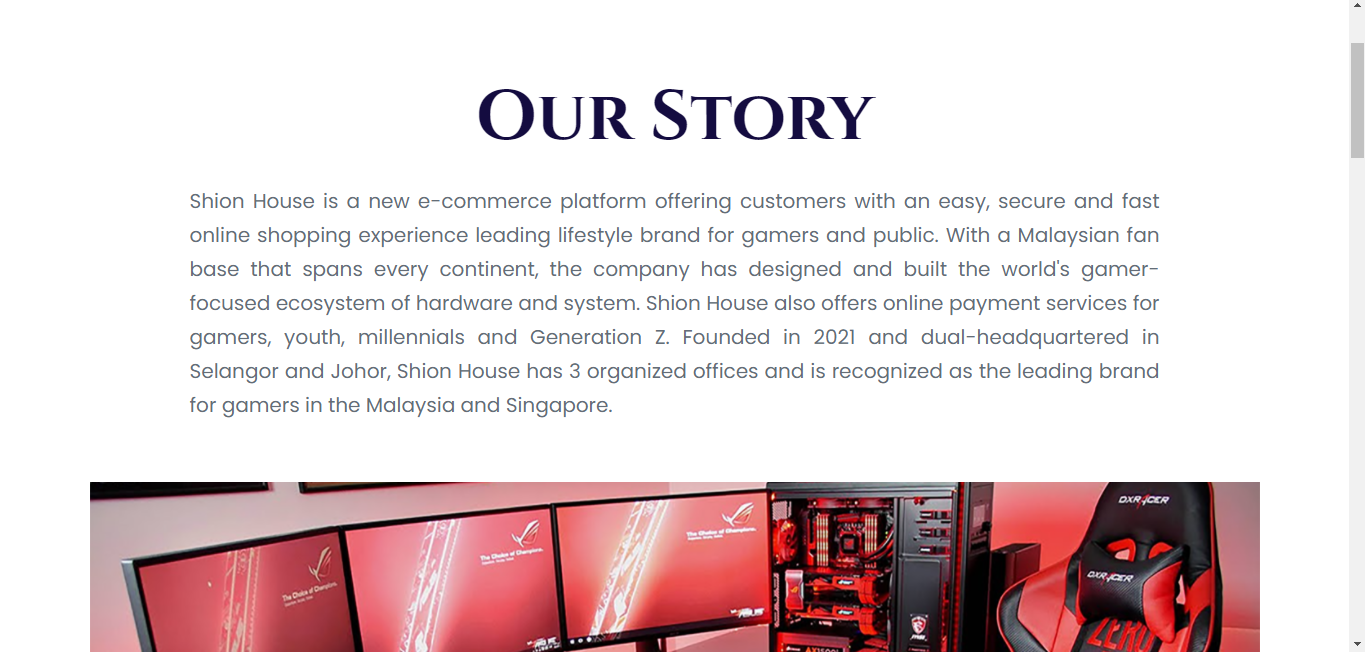 Our Story
Shion House is a new e-commerce platform offering customers with an easy, secure and fast
online shopping experience leading lifestyle brand for gamers and public. With a Malaysian fan
base that spans every continent, the company has designed and built the world's gamer-
focused ecosystem of hardware and system. Shion House also offers online payment services for
gamers, youth, millennials and Generation Z. Founded in 2021 and dual-headquartered in
Selangor and Johor, Shion House has 3 organized offices and is recognized as the leading brand
for gamers in the Malaysia and Singapore.
The Choice of Champions.
The Choice of Champions.
The Choice of Champions.
DXRACER
DXRACER
ZERO
msi